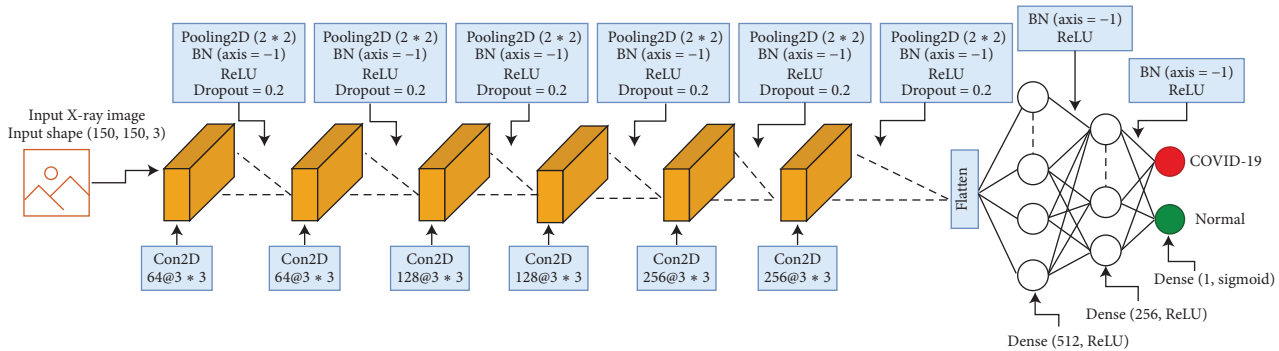 Pooling2D (2 * 2)
BN (axis = −1)
ReLU
Dropout = 0.2
Pooling2D (2 * 2)
BN (axis = −1)
ReLU
Dropout = 0.2
Pooling2D (2 * 2)
BN (axis = −1)
ReLU
Dropout = 0.2
Pooling2D (2 * 2)
BN (axis = −1)
ReLU
Dropout = 0.2
Pooling2D (2 * 2)
BN (axis = −1)
ReLU
Dropout = 0.2
Pooling2D (2 * 2)
BN (axis = −1)
ReLU
Dropout = 0.2
BN (axis = −1)
ReLU
BN (axis = −1)
ReLU
Input X-ray image
Input shape (150, 150, 3)
Flatten
COVID-19
Normal
Con2D
64@3 * 3
Con2D
64@3 * 3
Con2D
128@3 * 3
Con2D
128@3 * 3
Con2D
256@3 * 3
Con2D
256@3 * 3
Dense (1, sigmoid)
Dense (256, ReLU)
Dense (512, ReLU)